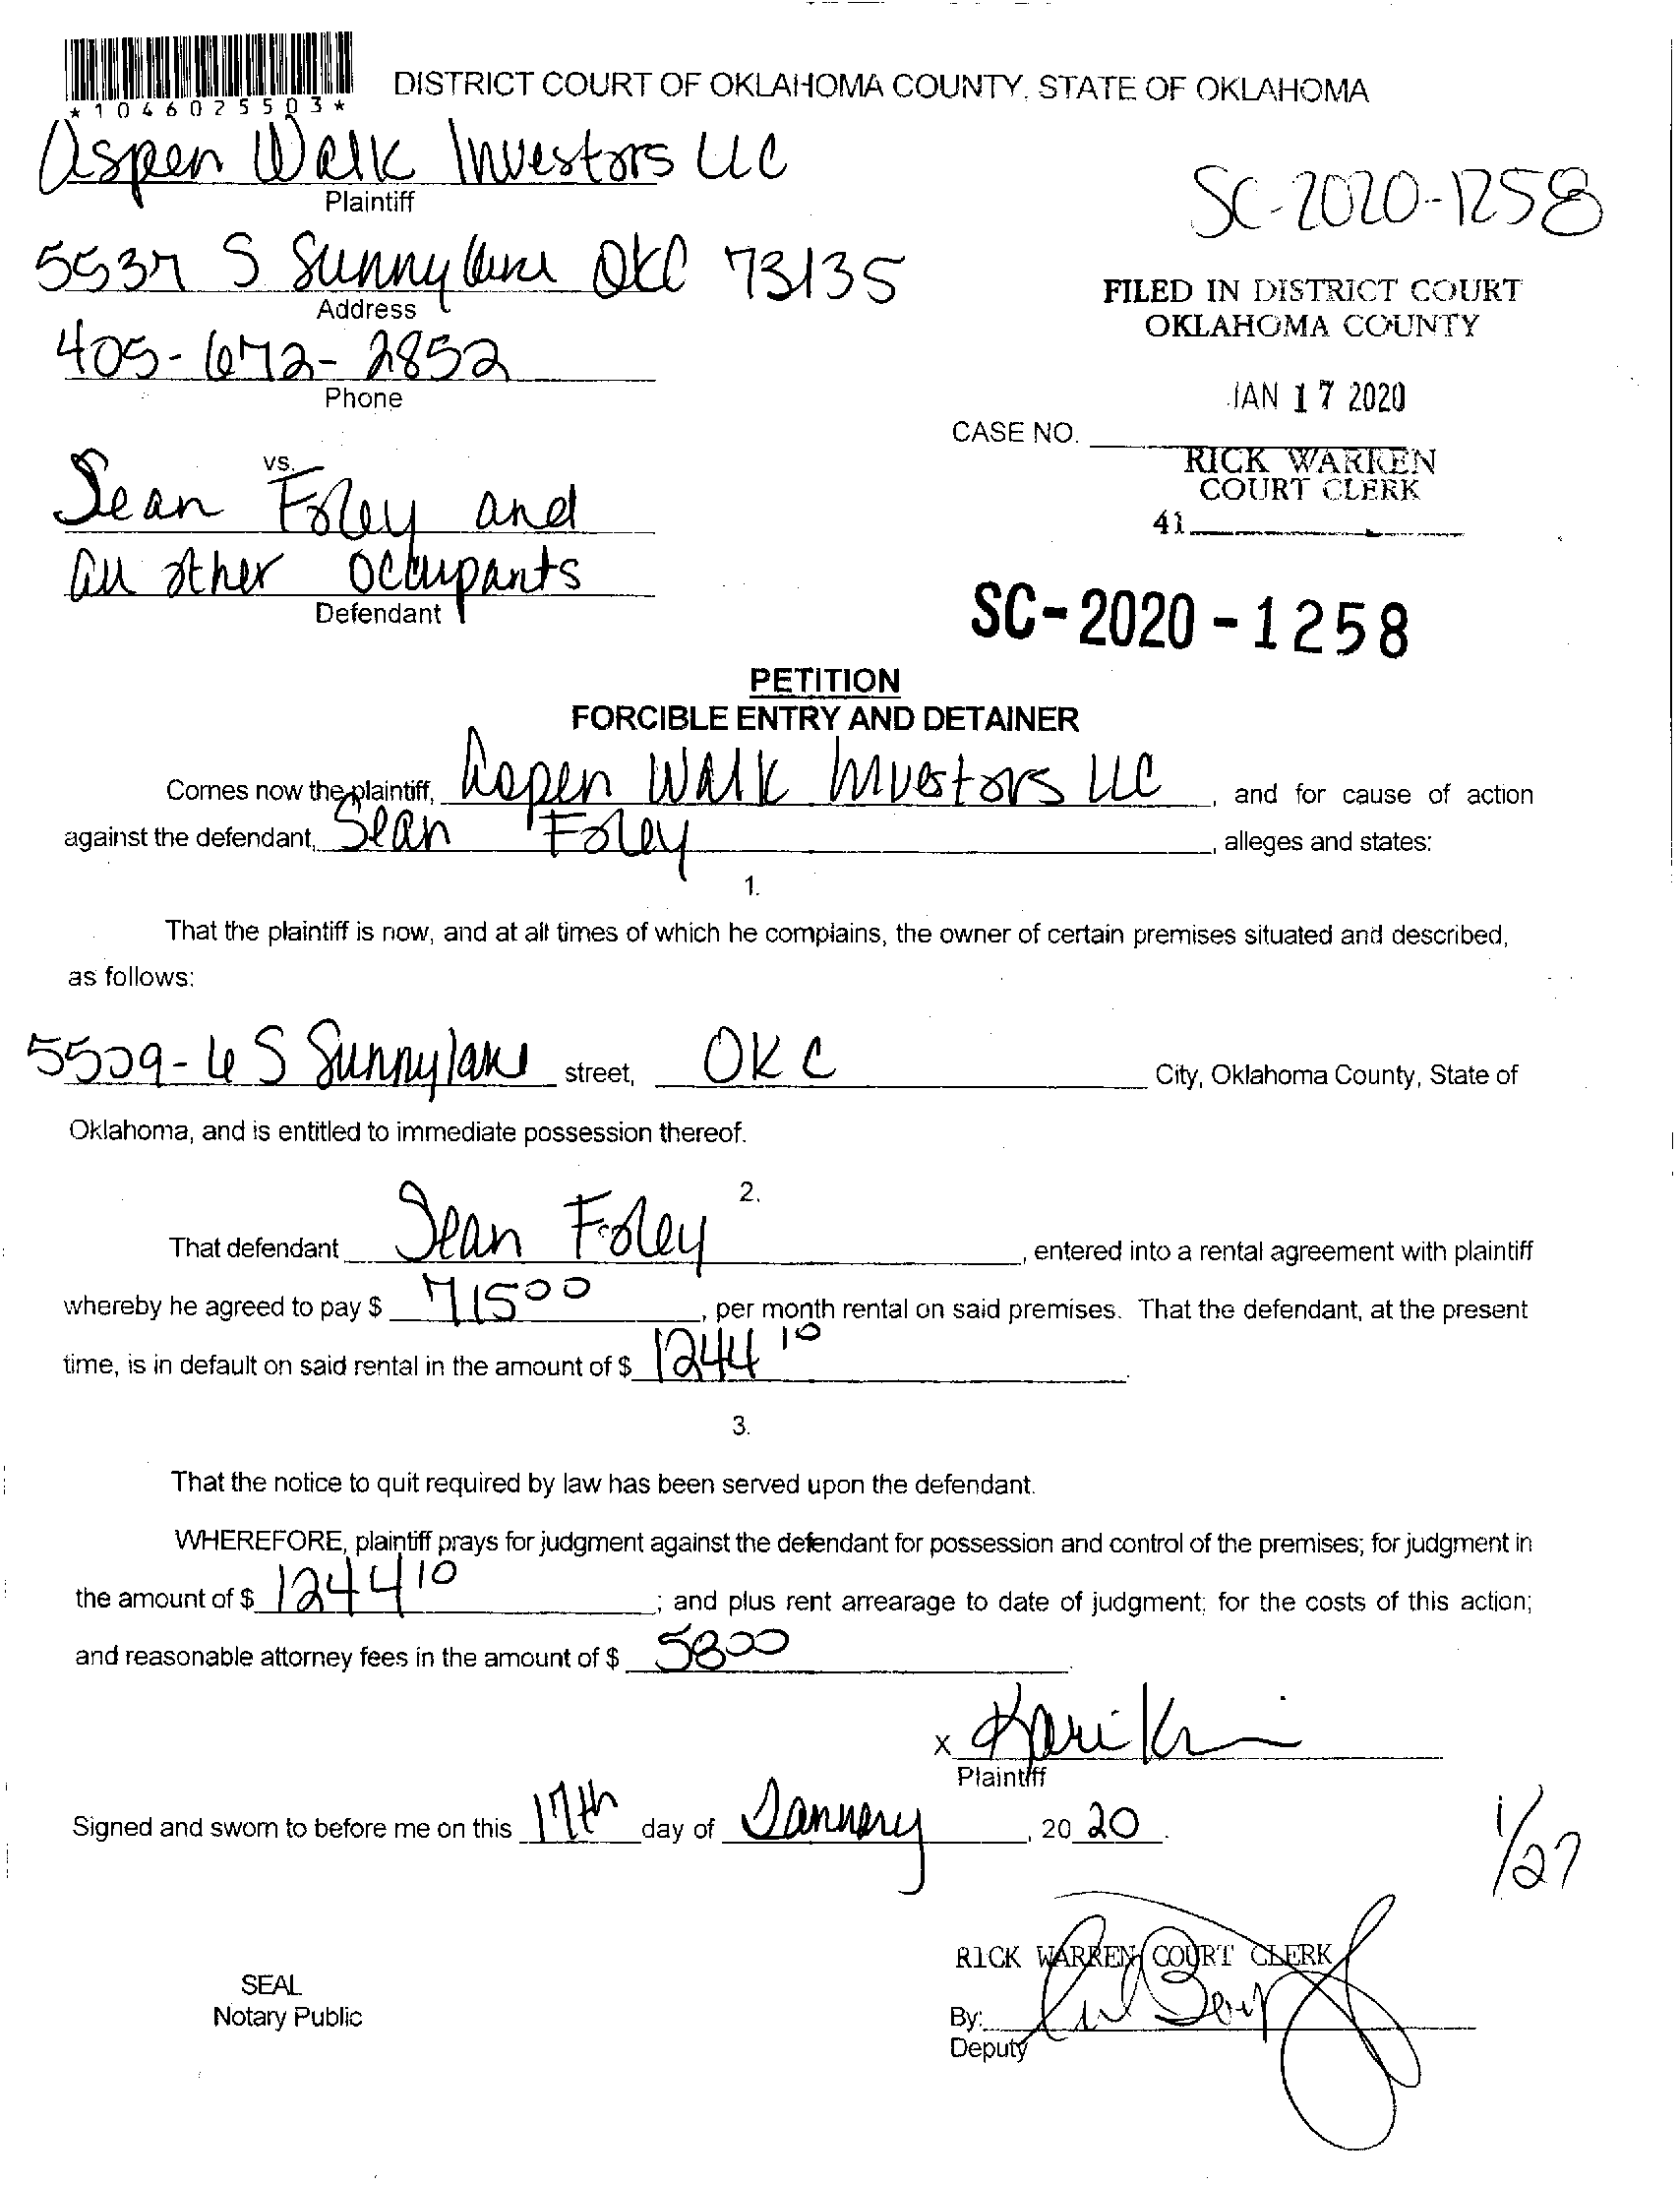 *1046025503*
DISTRICT COURT OF OKLAHOMA COUNTY, STATE OF OKLAHOMA
Aspen Walk Investors LLC
Plaintiff
SC-2020-1258
5537 S Sunnylane OKC 73135
Address
FILED IN DISTRICT COURT
OKLAHOMA COUNTY
405-672-2852
Phone
JAN 17 2020
CASE NO.
RICK WARREN
COURT CLERK
41
vs.
Sean Foley and
all other occupants
Defendant
SC-2020-1258
PETITION
FORCIBLE ENTRY AND DETAINER
Comes now the plaintiff, Aspen Walk Investors LLC, and for cause of action
against the defendant, Sean Foley, alleges and states:
1.
That the plaintiff is now, and at all times of which he complains, the owner of certain premises situated and described,
as follows:
S Sunnylane street, OKC City, Oklahoma County, State of
Oklahoma, and is entitled to immediate possession thereof.
2.
That defendant Sean Foley, entered into a rental agreement with plaintiff
whereby he agreed to pay $ 715 00, per month rental on said premises. That the defendant, at the present
time, is in default on said rental in the amount of $ 1244 10.
3.
That the notice to quit required by law has been served upon the defendant.
WHEREFORE, plaintiff prays for judgment against the defendant for possession and control of the premises; for judgment in
the amount of $ 1244 10; and plus rent arrearage to date of judgment; for the costs of this action;
and reasonable attorney fees in the amount of $ 58 00
x Kari
Plaintiff
Signed and sworn to before me on this 17th day of January, 20 20.
1/27
RICK WARREN COURT CLERK
SEAL
Notary Public
By:
Deputy